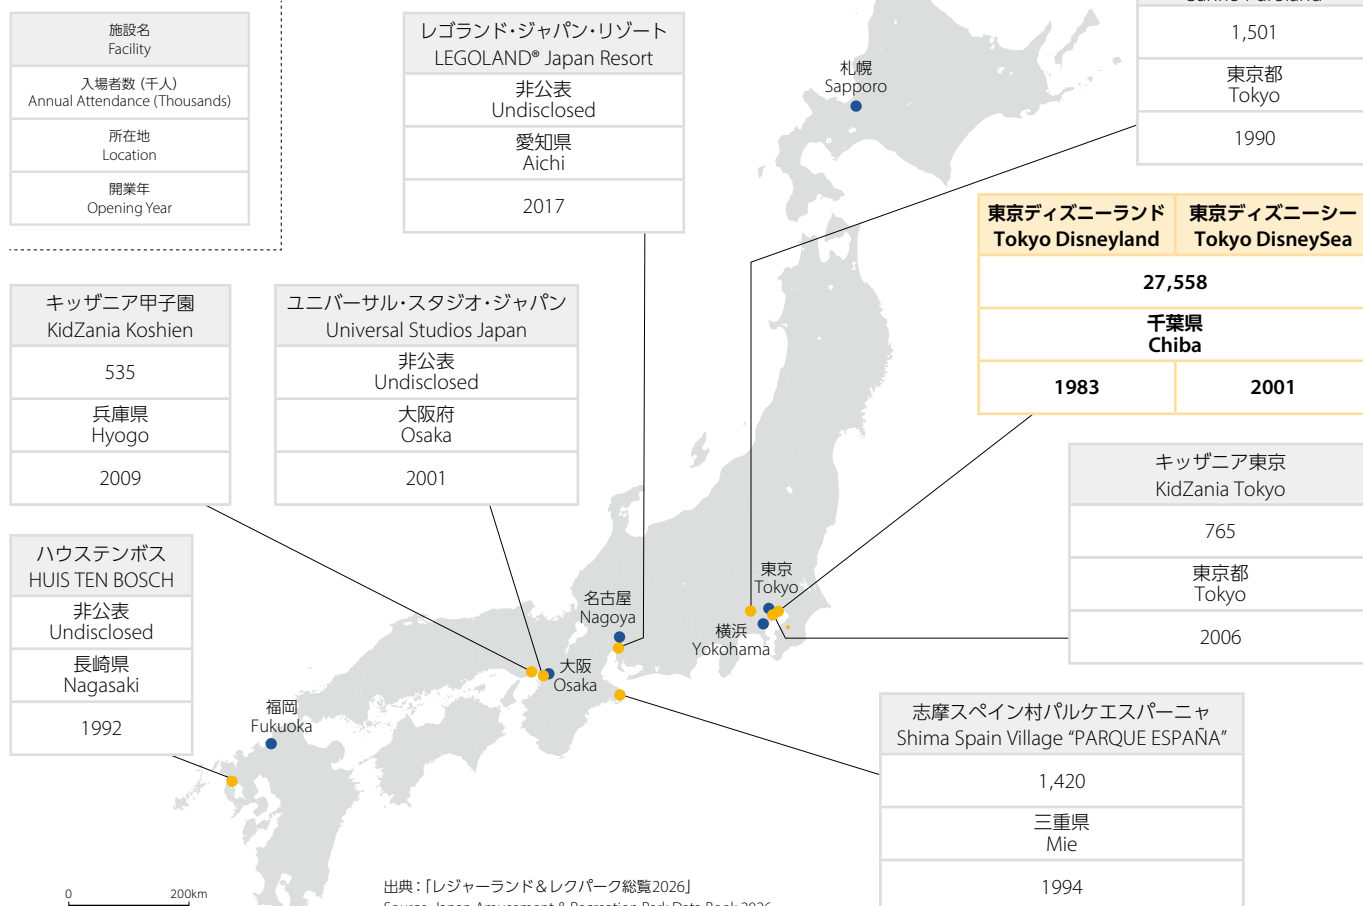 施設名
Facility
入場者数 (千人)
Annual Attendance (Thousands)
所在地
Location
開業年
Opening Year
レゴランド・ジャパン・リゾート
LEGOLAND® Japan Resort
非公表
Undisclosed
愛知県
Aichi
2017
1,501
東京都
Tokyo
1990
札幌
Sapporo
東京ディズニーランド
Tokyo Disneyland
東京ディズニーシー
Tokyo DisneySea
27,558
千葉県
Chiba
1983
2001
キッザニア甲子園
KidZania Koshien
535
兵庫県
Hyogo
2009
ユニバーサル・スタジオ・ジャパン
Universal Studios Japan
非公表
Undisclosed
大阪府
Osaka
2001
キッザニア東京
KidZania Tokyo
765
東京都
Tokyo
2006
ハウステンボス
HUIS TEN BOSCH
非公表
Undisclosed
長崎県
Nagasaki
1992
東京
Tokyo
名古屋
Nagoya
横浜
Yokohama
大阪
Osaka
福岡
Fukuoka
志摩スペイン村パルケエスパーニャ
Shima Spain Village “PARQUE ESPAÑA”
1,420
三重県
Mie
1994
0
200km
出典：「レジャーランド＆レクパーク総覧2026」
Source: Japan Amusement & Recreation Park Data Book 2026